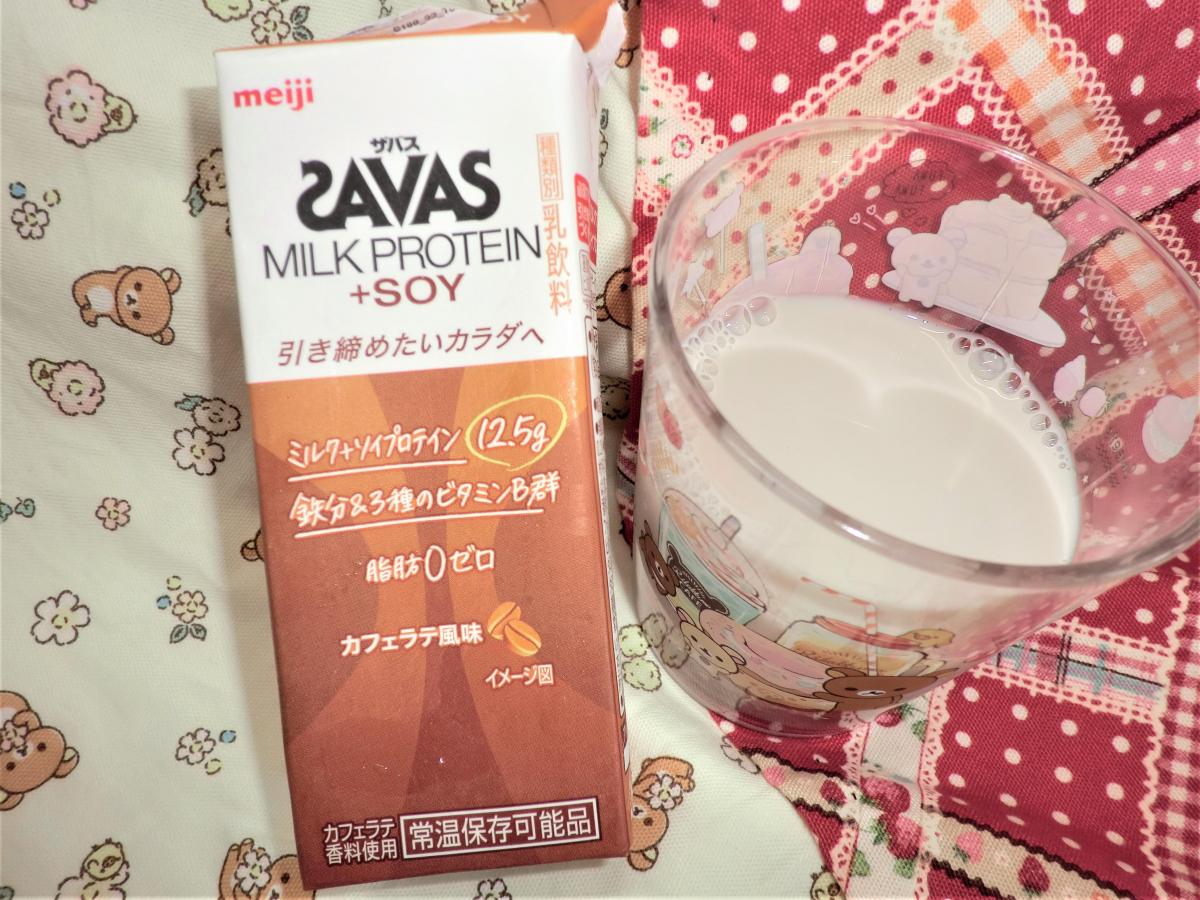 meiji
ザバス
SAVAS
MILK PROTEIN
+SOY
種類別 乳飲料
引き締めたいカラダへ
ミルク+ソイプロテイン 12.5g
鉄分&3種のビタミンB群
脂肪0ゼロ
カフェラテ風味
イメージ図
カフェラテ
香料使用
常温保存可能品